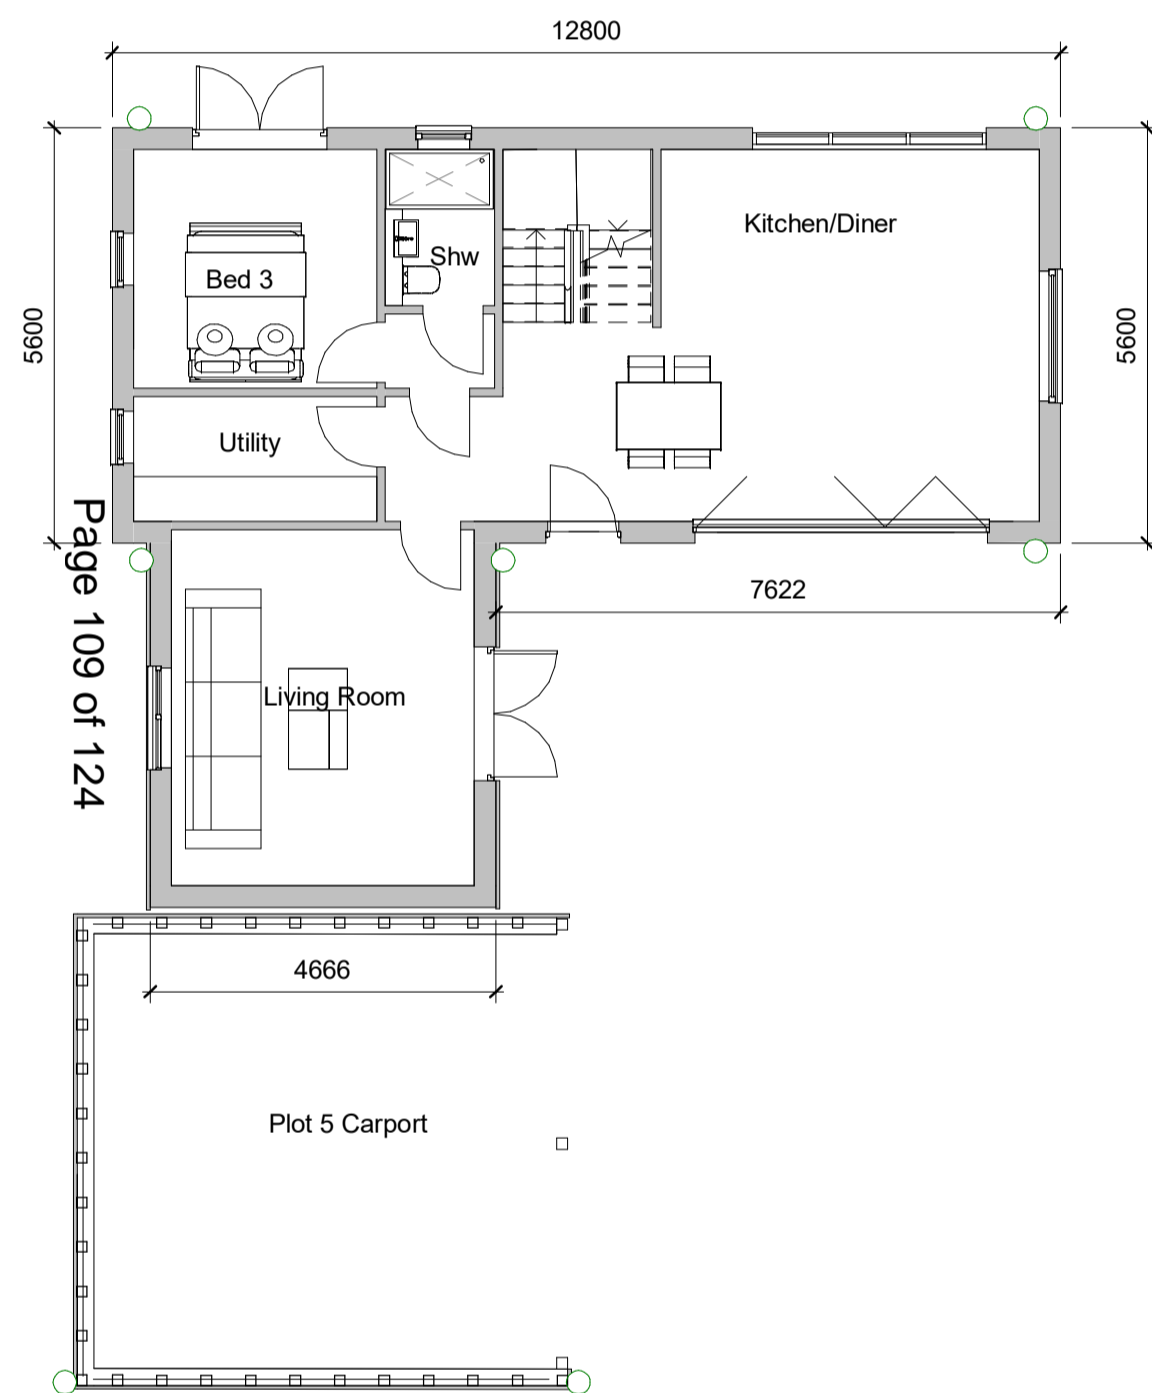 12800
Kitchen/Diner
Shw
Bed 3
5600
5600
Utility
Page 109 of 124
7622
Living Room
4666
Plot 5 Carport